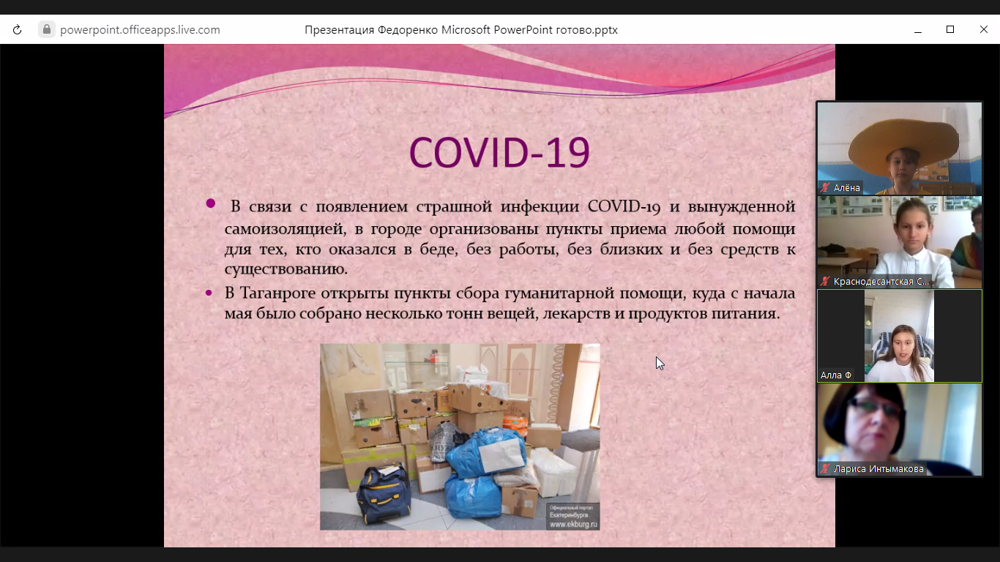 powerpoint.officeapps.live.com
Презентация Федоренко Microsoft PowerPoint готово.pptx
COVID-19
В связи с появлением страшной инфекции COVID-19 и вынужденной
самоизоляцией, в городе организованы пункты приема любой помощи
для тех, кто оказался в беде, без работы, без близких и без средств к
существованию.
В Таганроге открыты пункты сбора гуманитарной помощи, куда с начала
мая было собрано несколько тонн вещей, лекарств и продуктов питания.
Официальный портал
Екатеринбурга
www.ekburg.ru
Алёна
Краснодесантская С...
Алла Ф
Лариса Интымакова